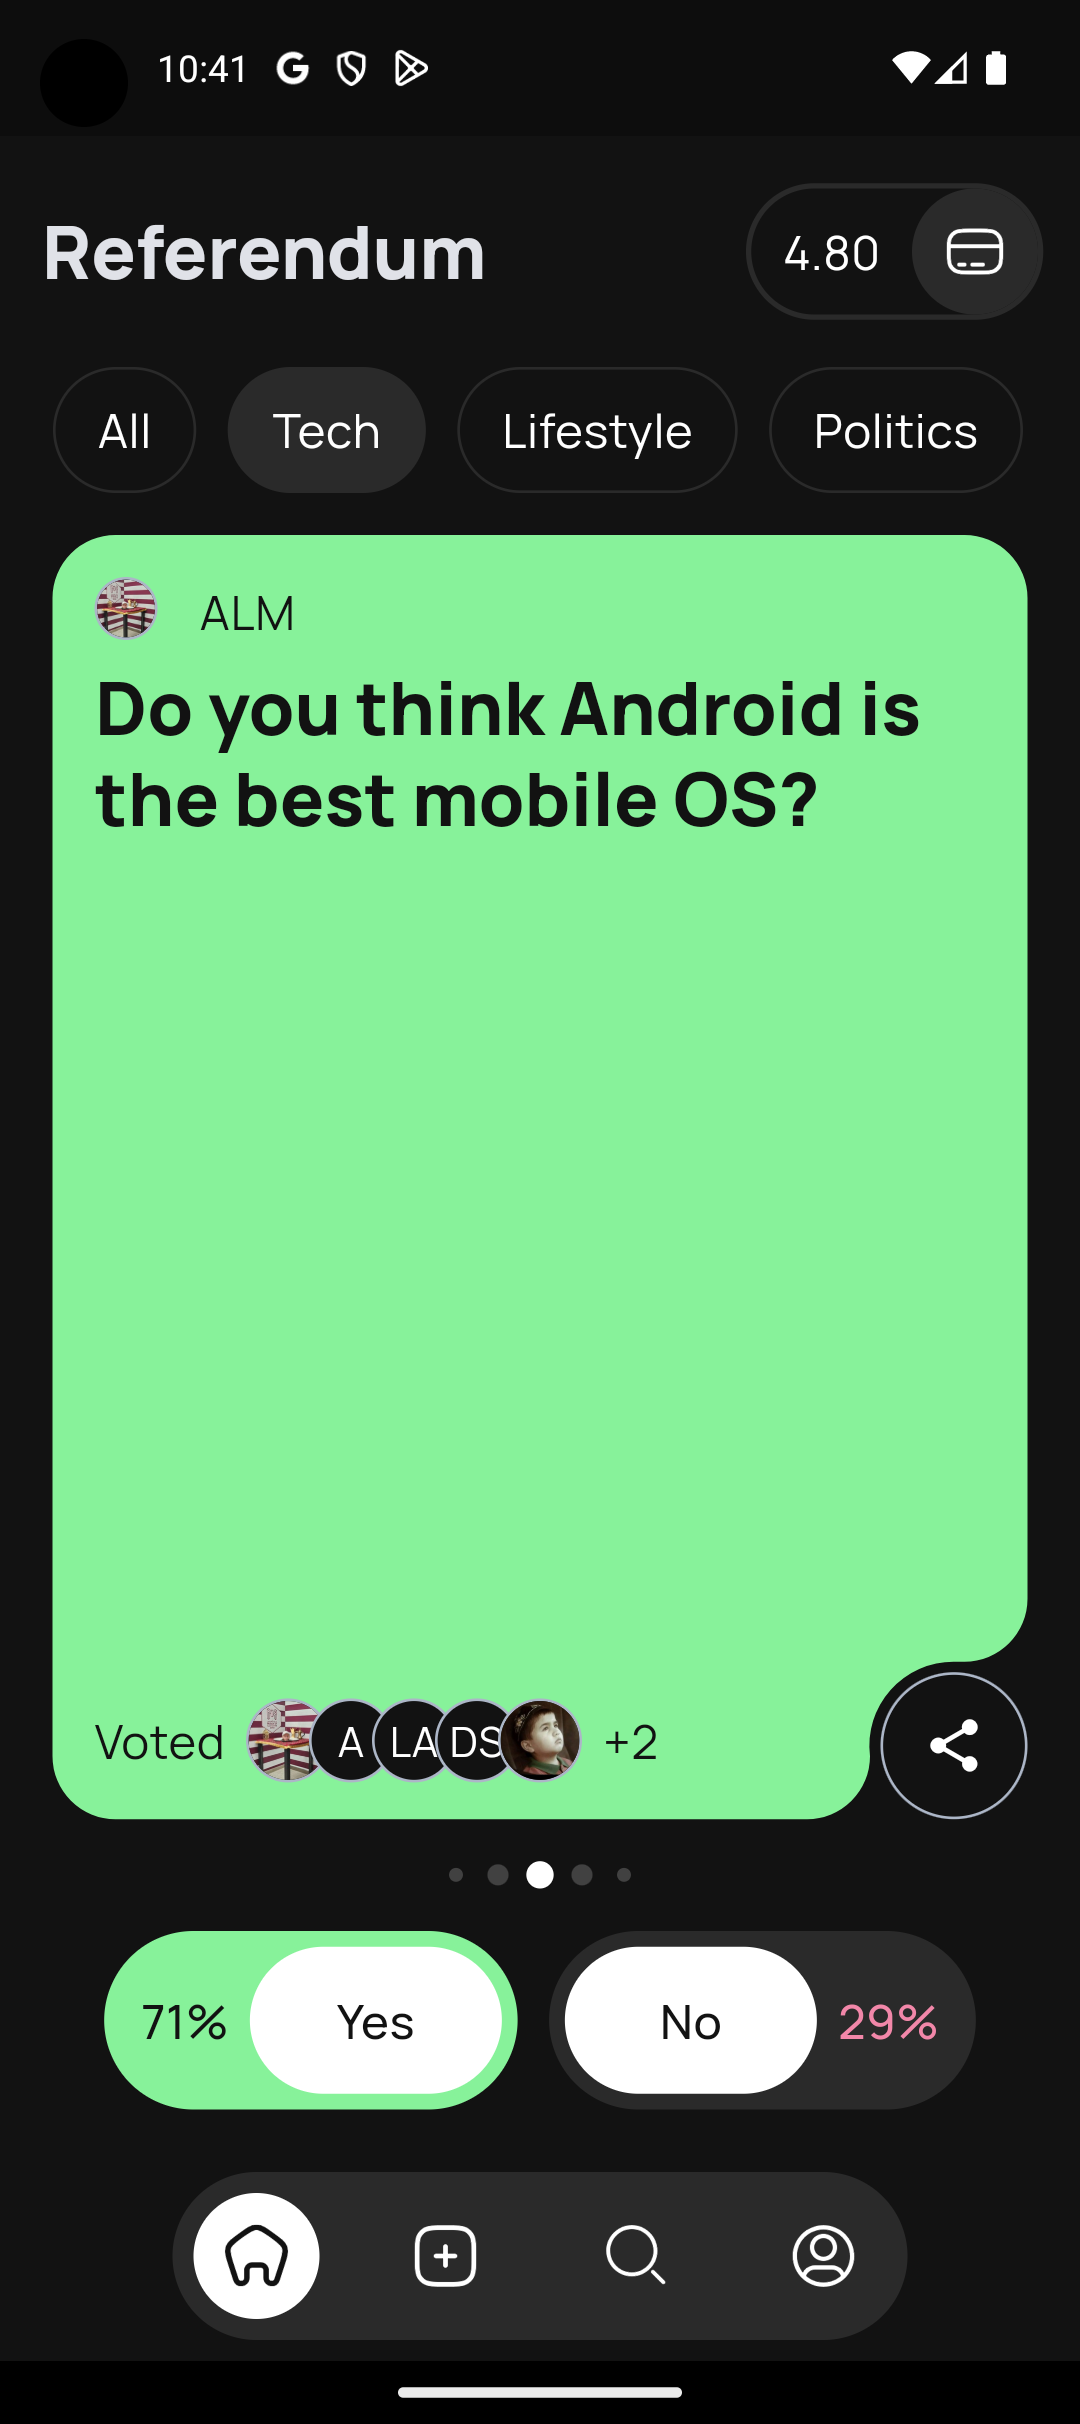 10:41
Referendum
4.80
All Tech Lifestyle Politics
ALM
Do you think Android is
the best mobile OS?
Voted A LA DS +2
71% Yes No 29%